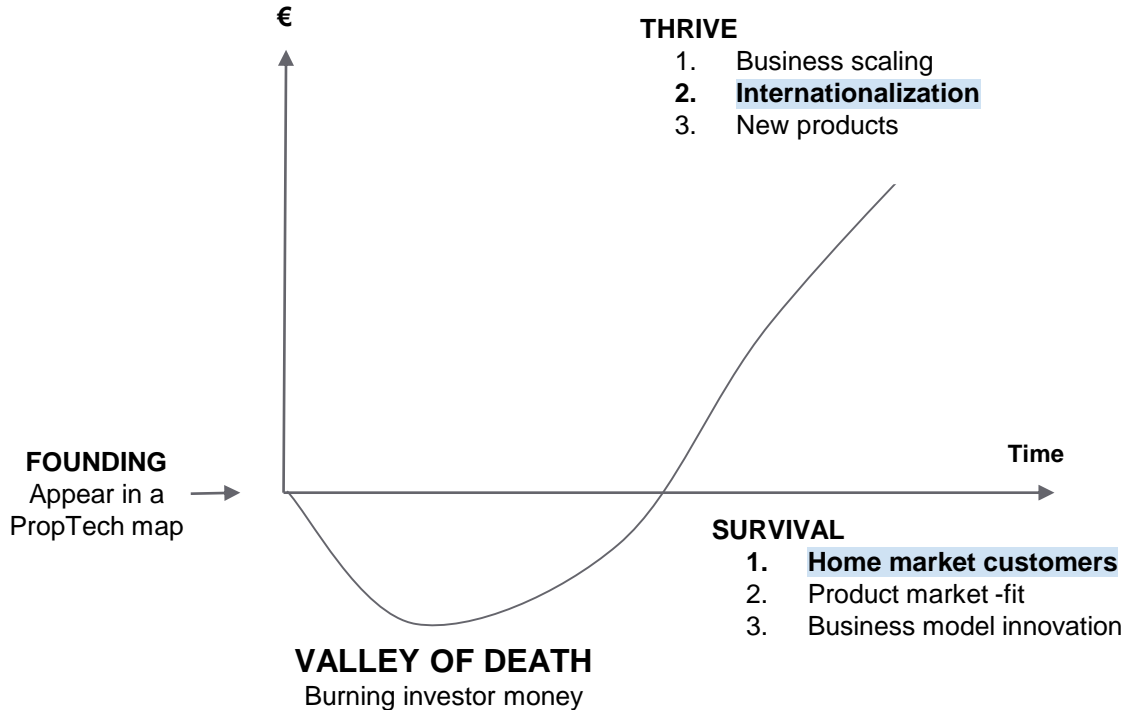 €
THRIVE
1. Business scaling
2. Internationalization
3. New products
Time
FOUNDING
Appear in a
PropTech map
SURVIVAL
1. Home market customers
2. Product market -fit
3. Business model innovation
VALLEY OF DEATH
Burning investor money